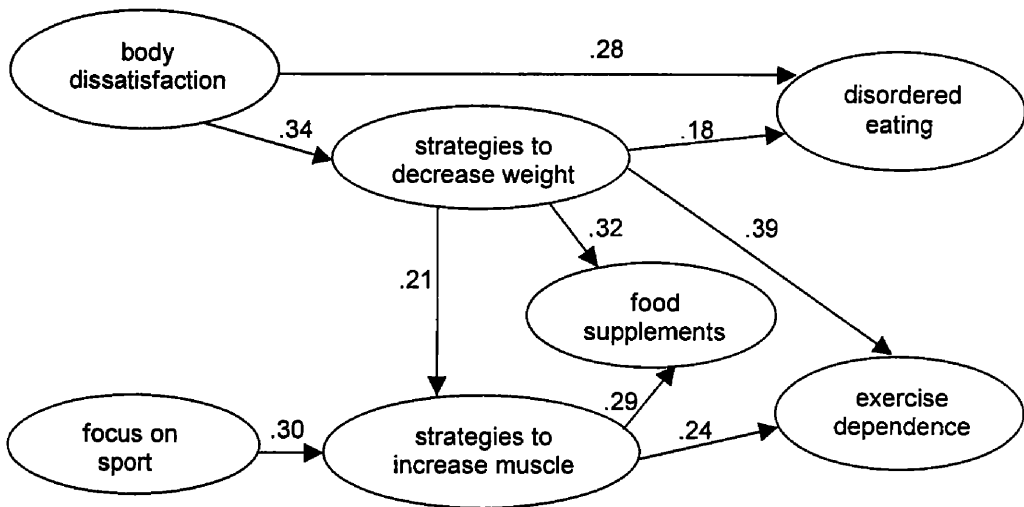 body
dissatisfaction
.28
disordered
eating
.34
strategies to
decrease weight
.18
.32
.39
.21
food
supplements
focus on
sport
.30
strategies to
increase muscle
.29
.24
exercise
dependence